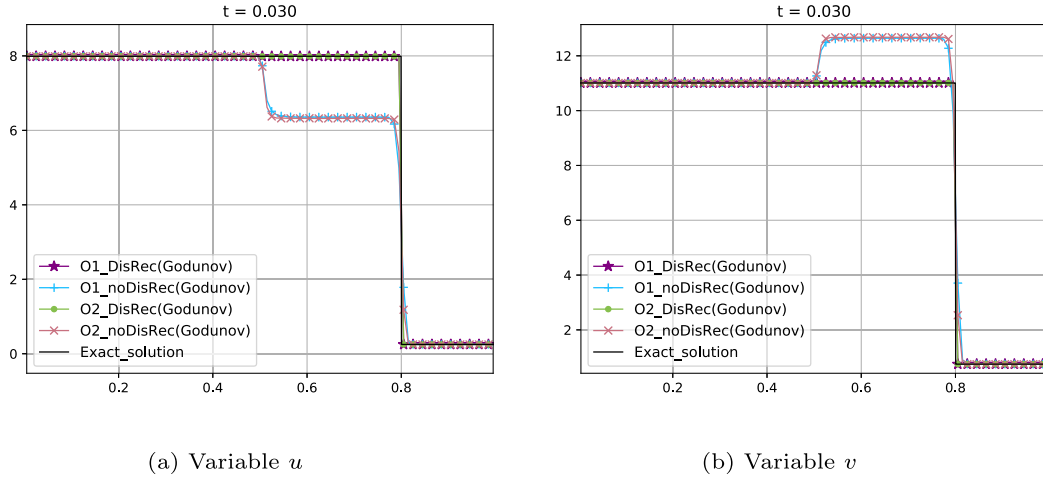 t = 0.030
8
6
4
2
0
O1_DisRec(Godunov)
O1_noDisRec(Godunov)
O2_DisRec(Godunov)
O2_noDisRec(Godunov)
Exact_solution
0.2 0.4 0.6 0.8
(a) Variable u
t = 0.030
12
10
8
6
4
2
O1_DisRec(Godunov)
O1_noDisRec(Godunov)
O2_DisRec(Godunov)
O2_noDisRec(Godunov)
Exact_solution
0.2 0.4 0.6 0.8
(b) Variable v